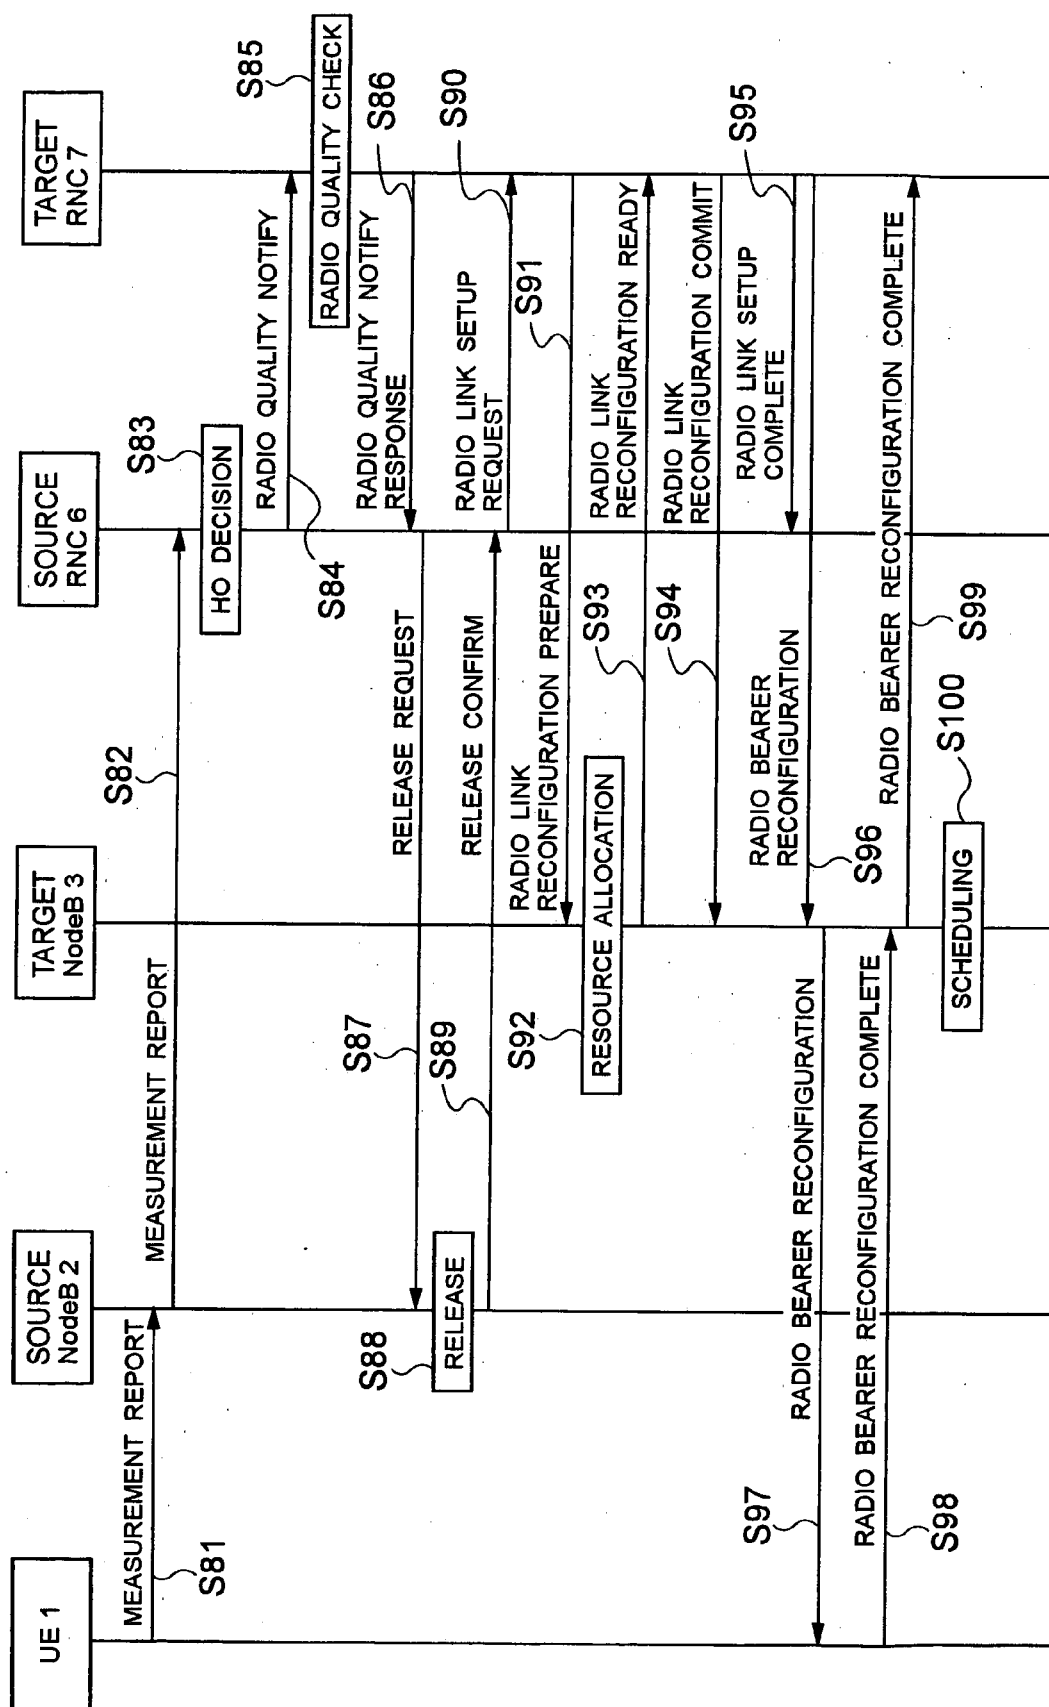 UE 1
SOURCE
NodeB 2
TARGET
NodeB 3
SOURCE
RNC 6
TARGET
RNC 7
MEASUREMENT REPORT
S81
MEASUREMENT REPORT
S82
HO DECISION
S83
RADIO QUALITY NOTIFY
S84
RADIO QUALITY CHECK
S85
RADIO QUALITY NOTIFY
RESPONSE
S86
RELEASE REQUEST
S87
RELEASE
S88
RELEASE CONFIRM
S89
RADIO LINK SETUP
REQUEST
S90
RADIO LINK
RECONFIGURATION PREPARE
S91
RESOURCE ALLOCATION
S92
RADIO LINK
RECONFIGURATION READY
S93
RADIO LINK
RECONFIGURATION COMMIT
S94
RADIO LINK SETUP
COMPLETE
S95
RADIO BEARER
RECONFIGURATION
S96
RADIO BEARER RECONFIGURATION
S97
RADIO BEARER RECONFIGURATION COMPLETE
S98
RADIO BEARER RECONFIGURATION COMPLETE
S99
SCHEDULING
S100